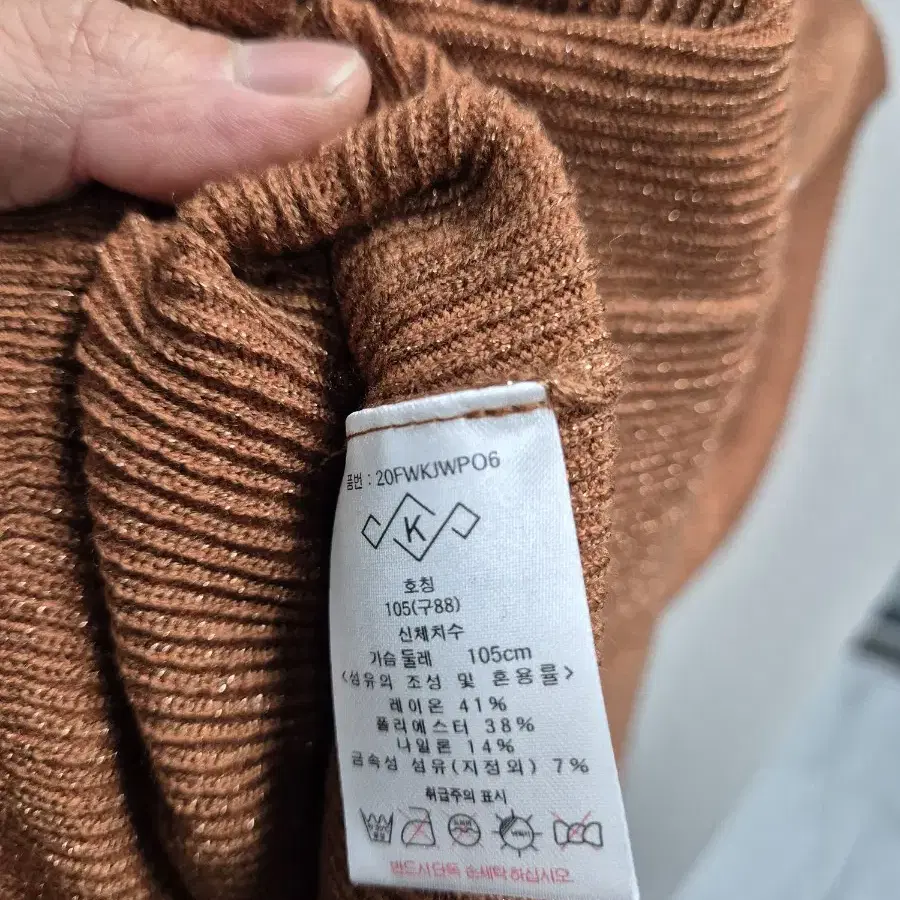 품번 : 20FWKJWP06
K
호칭
105(구88)
신체치수
가슴둘레 105cm
<섬유의 조성 및 혼용률>
레이온 41%
폴리에스터 38%
나일론 14%
금속성 섬유(지정외) 7%
취급주의 표시
반드시 단독 손세탁 하십시오